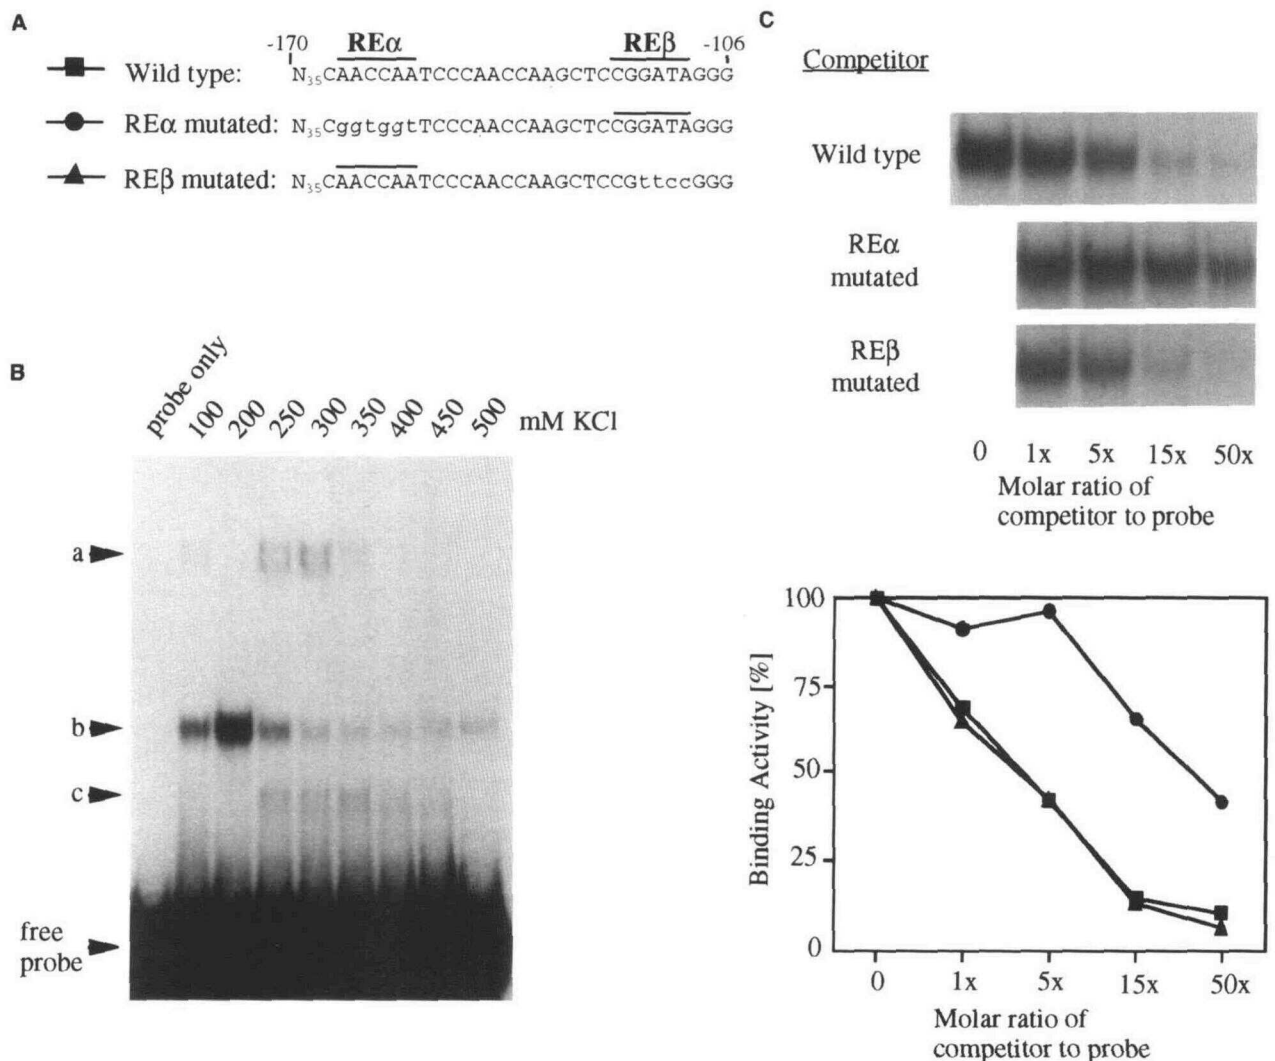 A
-170 REα REβ -106
Wild type: N35CAACCAATCCCAACCAAGCTCCGGATAGGG
REα mutated: N35CggtggtTCCCAACCAAGCTCCGGATAGGG
REβ mutated: N35CAACCAATCCCAACCAAGCTCCGttccGGG
B
probe only 100 200 250 300 350 400 450 500 mM KCl
a
b
c
free
probe
C
Competitor
Wild type
REα
mutated
REβ
mutated
0 1x 5x 15x 50x
Molar ratio of
competitor to probe
Binding Activity [%]
100
75
50
25
0
0 1x 5x 15x 50x
Molar ratio of
competitor to probe